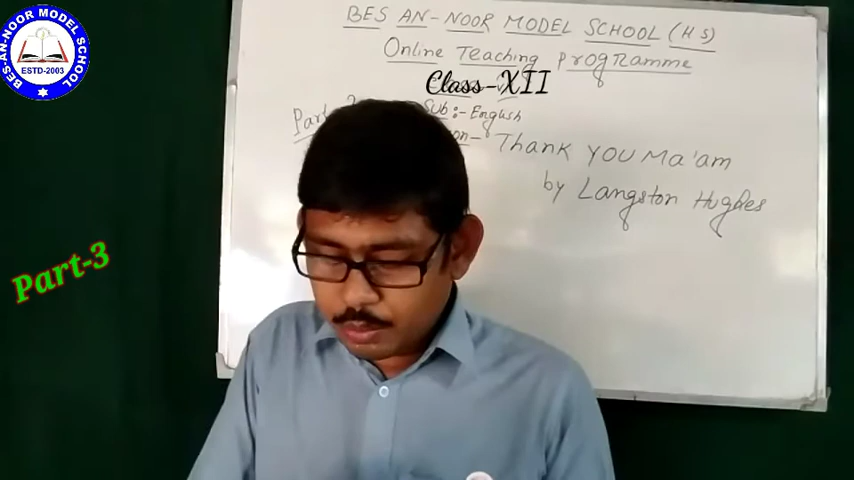 BES AN-NOOR MODEL SCHOOL
ESTD-2003
BES AN-NOOR MODEL SCHOOL (HS)
Online Teaching Programme
Class-XII
Part
Sub:- English
Thank You Ma'am
by Langston Hughes
Part-3